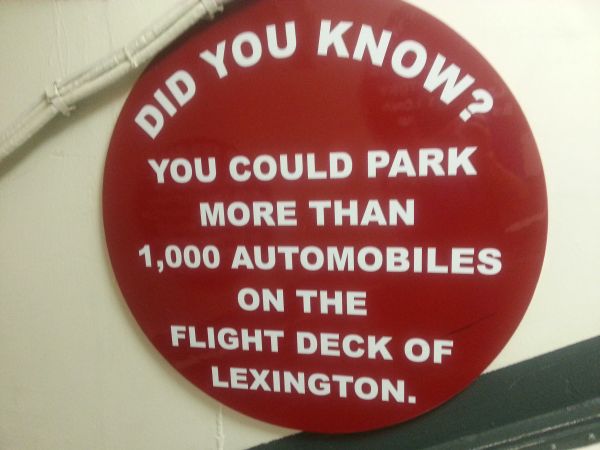 DID YOU KNOW?
YOU COULD PARK
MORE THAN
1,000 AUTOMOBILES
ON THE
FLIGHT DECK OF
LEXINGTON.